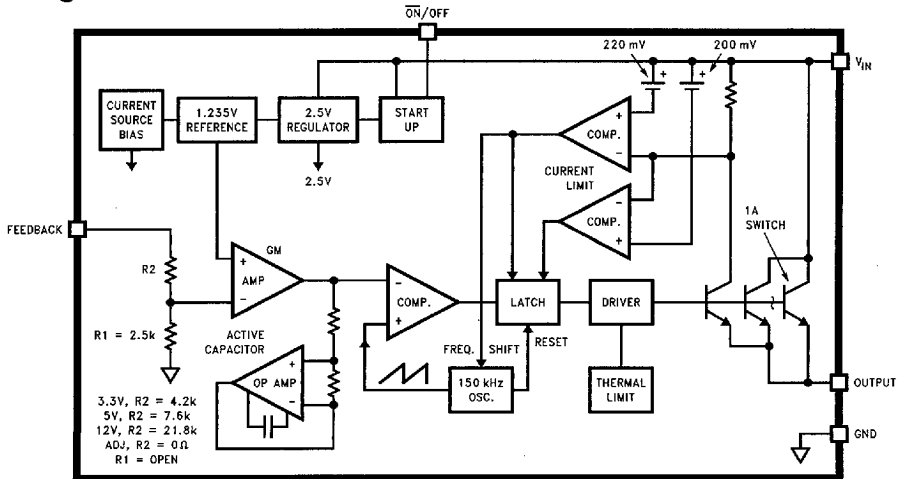 ON/OFF
220 mV
200 mV
VIN
CURRENT
SOURCE
BIAS
1.235V
REFERENCE
2.5V
REGULATOR
START
UP
2.5V
+
+
+
COMP.
−
CURRENT
LIMIT
−
COMP.
+
FEEDBACK
R2
R1 = 2.5k
GM
+
AMP
−
−
COMP.
+
LATCH
DRIVER
1A
SWITCH
ACTIVE
CAPACITOR
+
OP AMP
−
FREQ. SHIFT
RESET
150 kHz
OSC.
THERMAL
LIMIT
OUTPUT
GND
3.3V, R2 = 4.2k
5V, R2 = 7.6k
12V, R2 = 21.8k
ADJ, R2 = 0Ω
R1 = OPEN